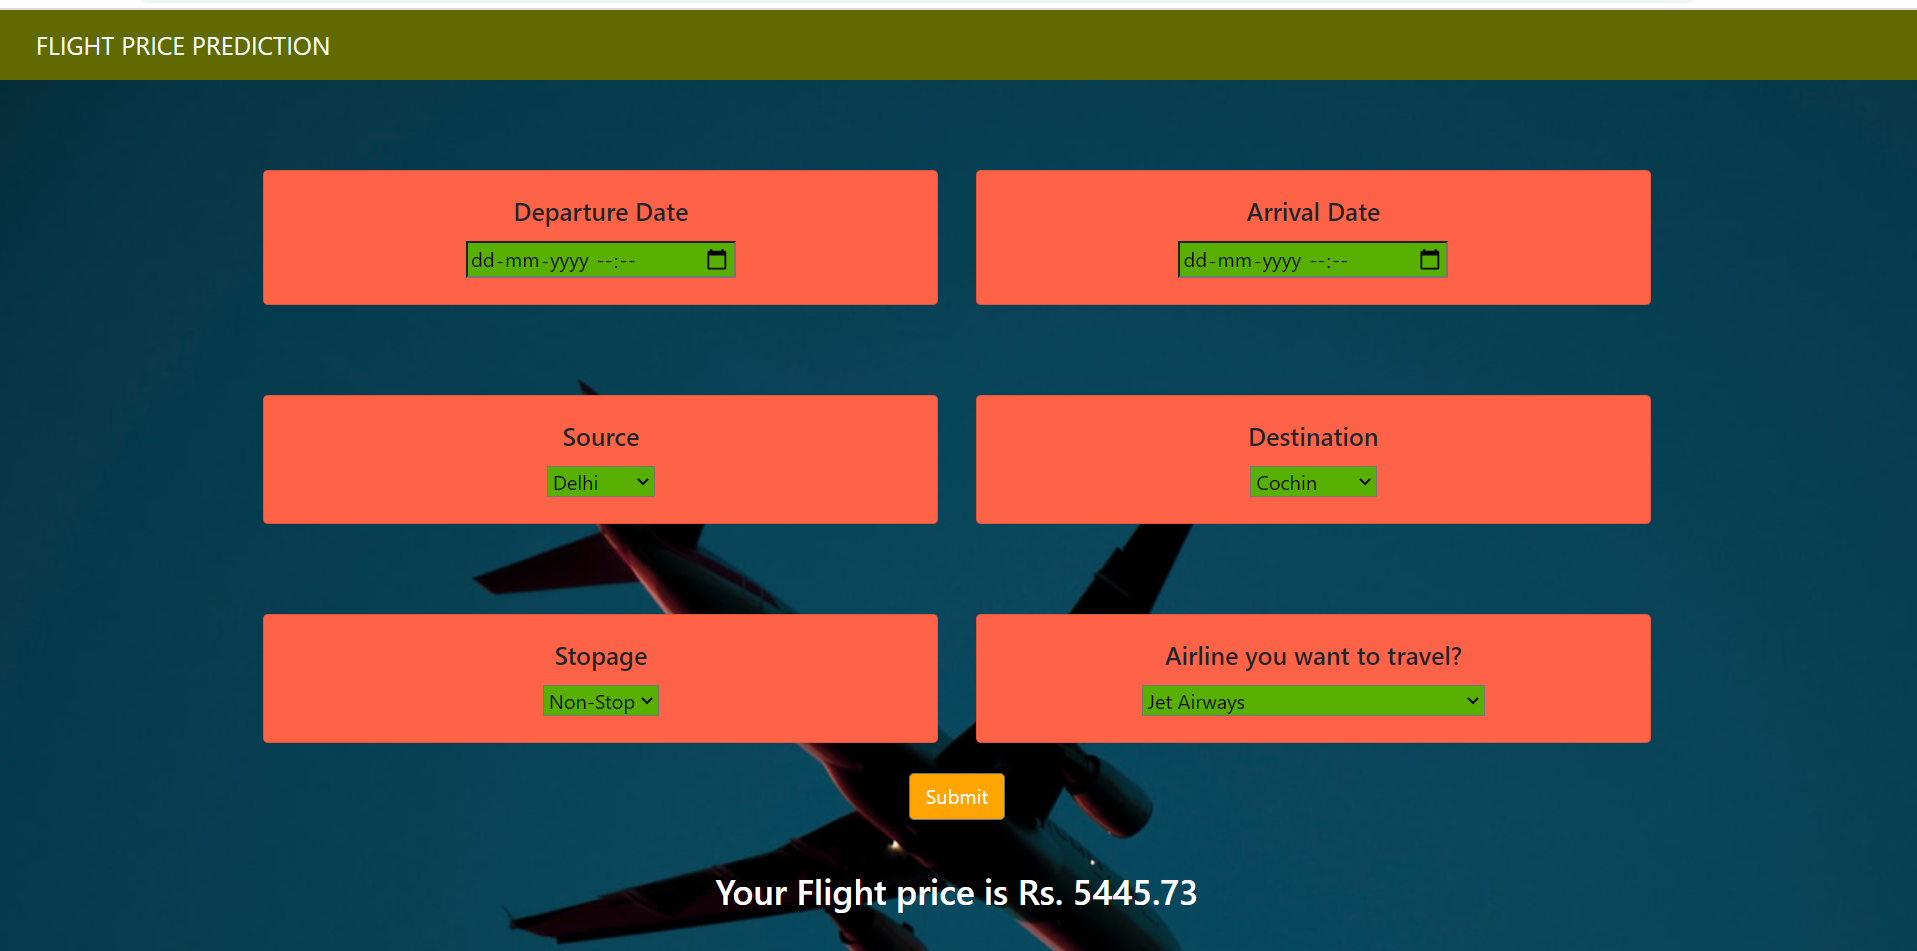 FLIGHT PRICE PREDICTION
Departure Date
dd-mm-yyyy --:--
Arrival Date
dd-mm-yyyy --:--
Source
Delhi
Destination
Cochin
Stopage
Non-Stop
Airline you want to travel?
Jet Airways
Submit
Your Flight price is Rs. 5445.73